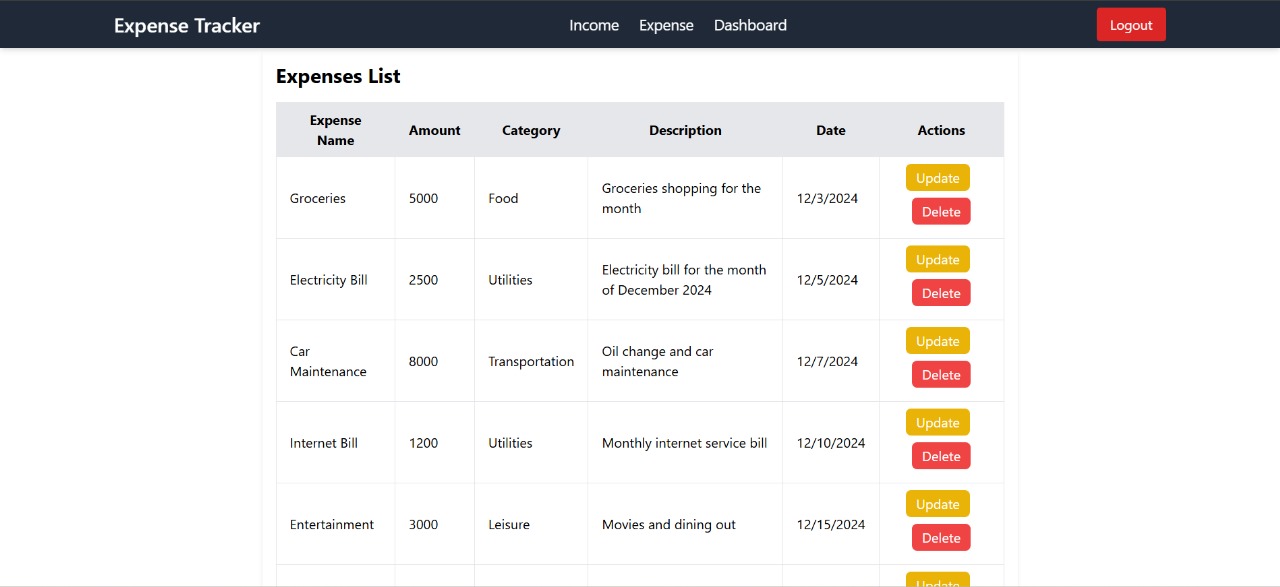 Expense Tracker Income Expense Dashboard Logout
Expenses List
Expense Name Amount Category Description Date Actions
Groceries 5000 Food Groceries shopping for the month 12/3/2024 Update Delete
Electricity Bill 2500 Utilities Electricity bill for the month of December 2024 12/5/2024 Update Delete
Car Maintenance 8000 Transportation Oil change and car maintenance 12/7/2024 Update Delete
Internet Bill 1200 Utilities Monthly internet service bill 12/10/2024 Update Delete
Entertainment 3000 Leisure Movies and dining out 12/15/2024 Update Delete
Update